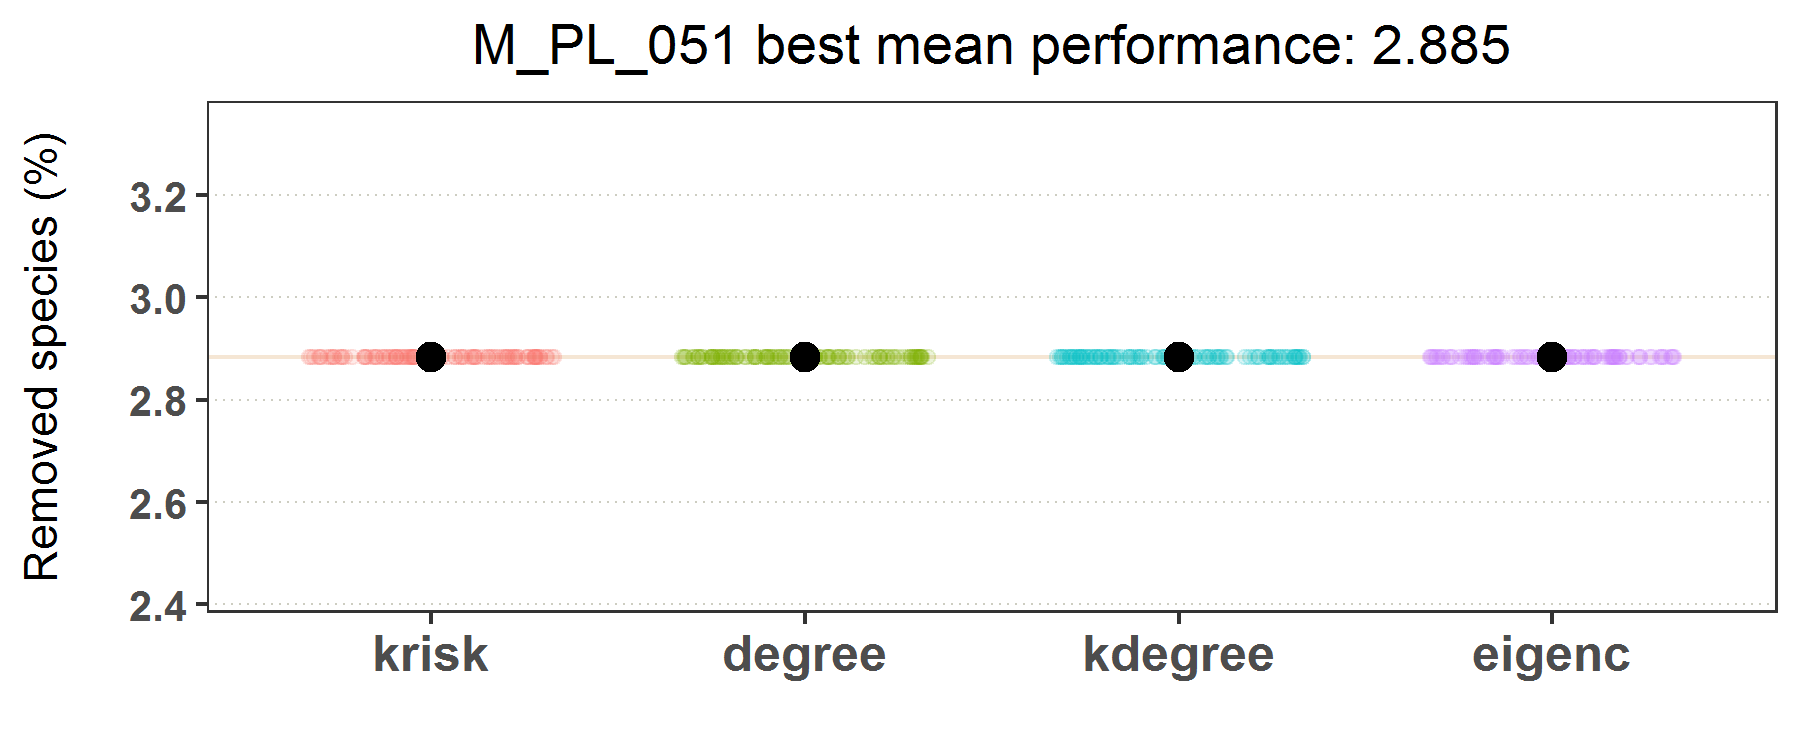 M_PL_051 best mean performance: 2.885
Removed species (%)
3.2
3.0
2.8
2.6
2.4
krisk degree kdegree eigenc